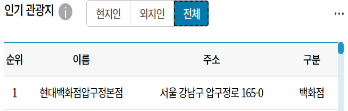 인기 관광지 i 현지인 외지인 전체 ...
순위 이름 주소 구분
1 현대백화점압구정본점 서울 강남구 압구정로 165-0 백화점